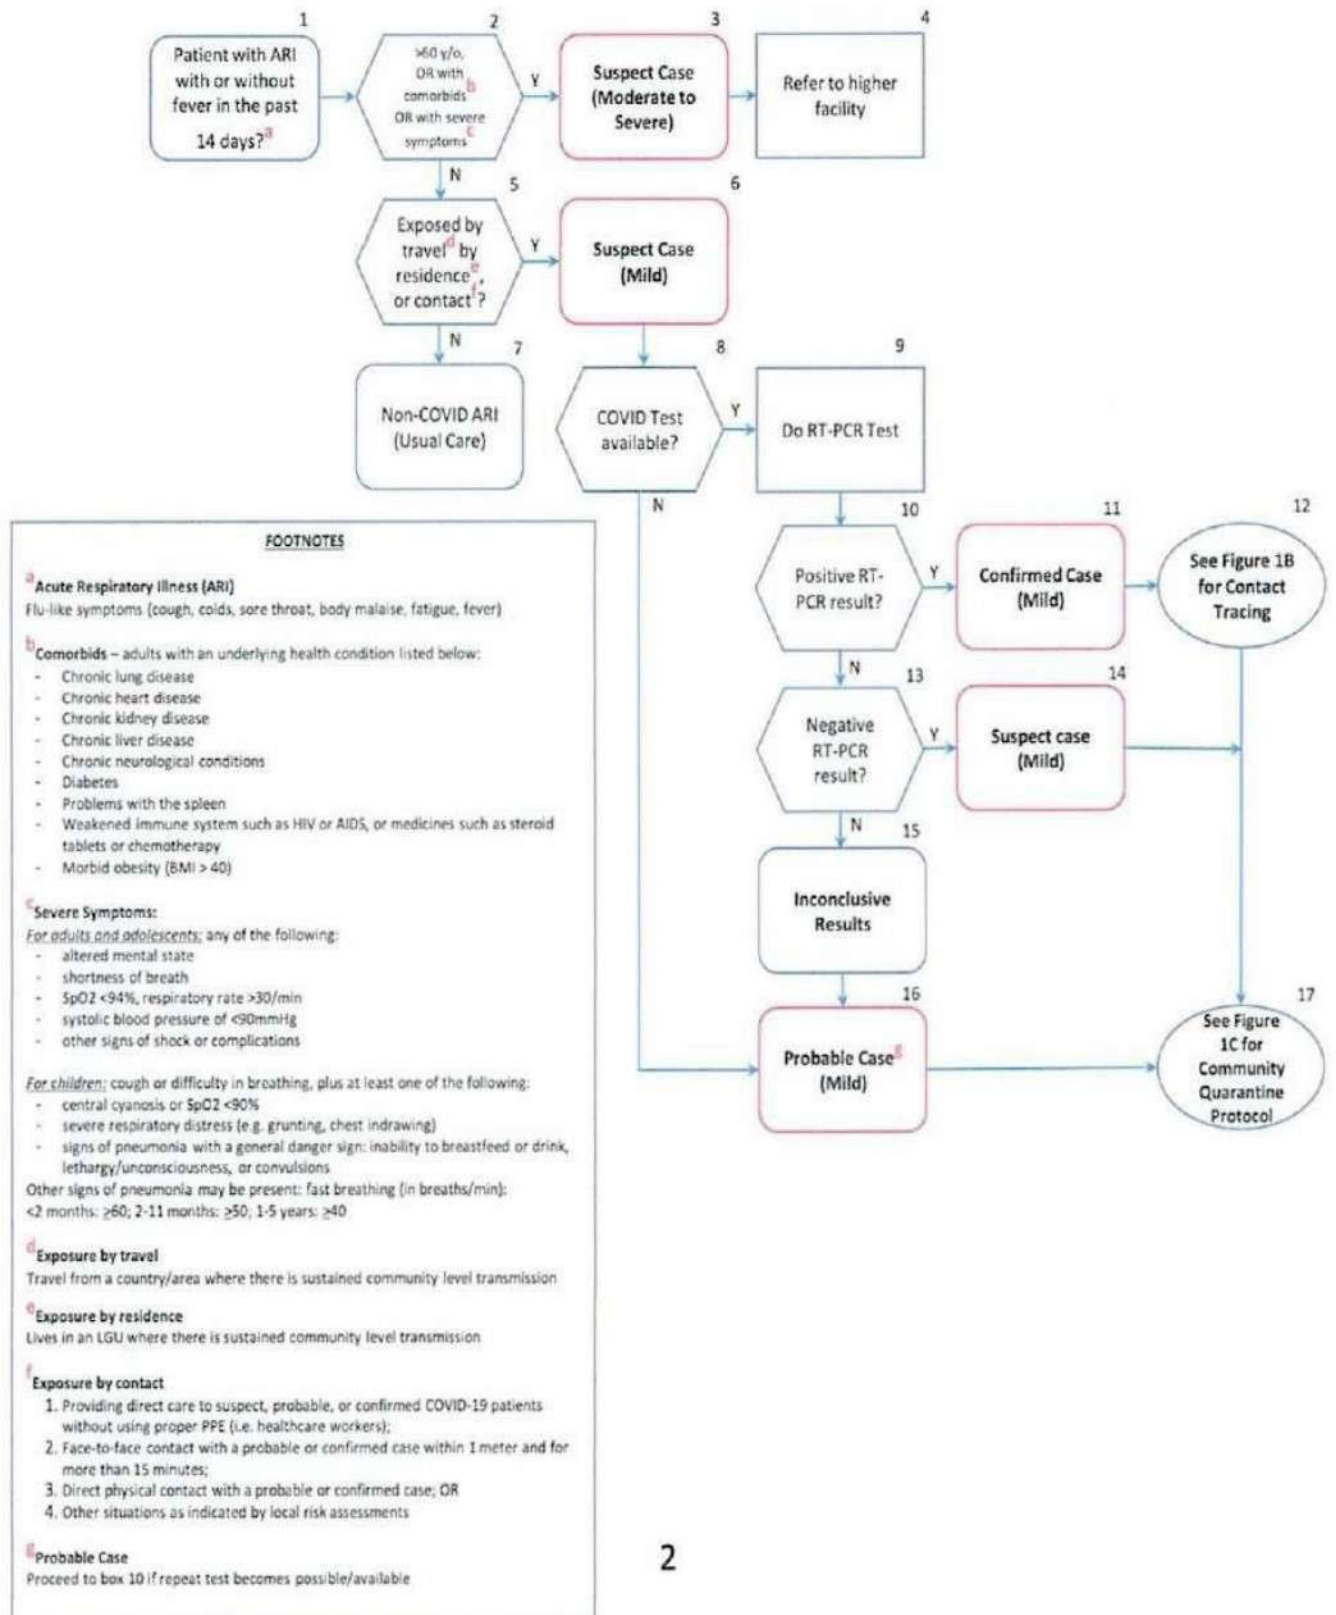 1
Patient with ARI
with or without
fever in the past
14 days?a
2
>60 y/o,
OR with
comorbidsb
OR with severe
symptomsc
Y
3
Suspect Case
(Moderate to
Severe)
4
Refer to higher
facility
N
5
Exposed by
traveld by
residencee,
or contactf?
Y
6
Suspect Case
(Mild)
N
7
Non-COVID ARI
(Usual Care)
8
COVID Test
available?
Y
9
Do RT-PCR Test
N
10
Positive RT-
PCR result?
Y
11
Confirmed Case
(Mild)
12
See Figure 1B
for Contact
Tracing
N
13
Negative
RT-PCR
result?
Y
14
Suspect case
(Mild)
N
15
Inconclusive
Results
16
Probable Caseg
(Mild)
17
See Figure
1C for
Community
Quarantine
Protocol
FOOTNOTES
aAcute Respiratory Illness (ARI)
Flu-like symptoms (cough, colds, sore throat, body malaise, fatigue, fever)
bComorbids – adults with an underlying health condition listed below:
- Chronic lung disease
- Chronic heart disease
- Chronic kidney disease
- Chronic liver disease
- Chronic neurological conditions
- Diabetes
- Problems with the spleen
- Weakened immune system such as HIV or AIDS, or medicines such as steroid
tablets or chemotherapy
- Morbid obesity (BMI > 40)
cSevere Symptoms:
For adults and adolescents: any of the following:
- altered mental state
- shortness of breath
- SpO2 <94%, respiratory rate >30/min
- systolic blood pressure of <90mmHg
- other signs of shock or complications
For children: cough or difficulty in breathing, plus at least one of the following:
- central cyanosis or SpO2 <90%
- severe respiratory distress (e.g. grunting, chest indrawing)
- signs of pneumonia with a general danger sign: inability to breastfeed or drink,
lethargy/unconsciousness, or convulsions
Other signs of pneumonia may be present: fast breathing (in breaths/min):
<2 months: ≥60; 2-11 months: ≥50; 1-5 years: ≥40
dExposure by travel
Travel from a country/area where there is sustained community level transmission
eExposure by residence
Lives in an LGU where there is sustained community level transmission
fExposure by contact
1. Providing direct care to suspect, probable, or confirmed COVID-19 patients
without using proper PPE (i.e. healthcare workers);
2. Face-to-face contact with a probable or confirmed case within 1 meter and for
more than 15 minutes;
3. Direct physical contact with a probable or confirmed case; OR
4. Other situations as indicated by local risk assessments
gProbable Case
Proceed to box 10 if repeat test becomes possible/available
2